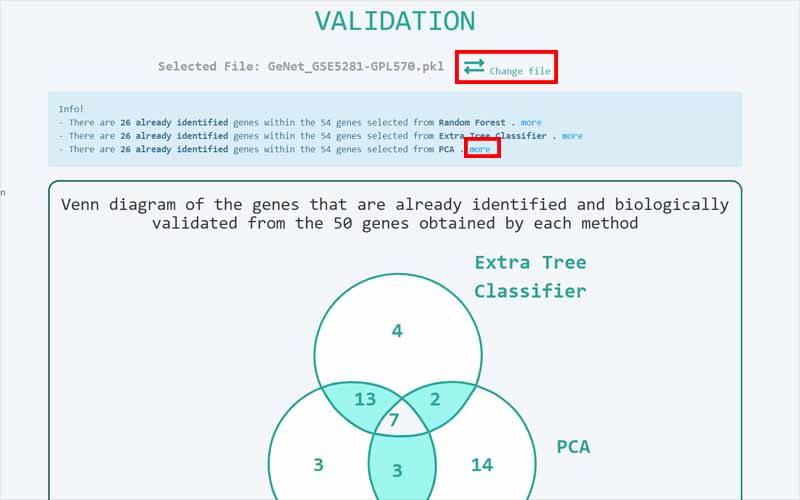 VALIDATION
Selected File: GeNet_GSE5281-GPL570.pkl Change file
Info!
- There are 26 already identified genes within the 54 genes selected from Random Forest . more
- There are 26 already identified genes within the 54 genes selected from Extra Tree Classifier . more
- There are 26 already identified genes within the 54 genes selected from PCA . more
n
Venn diagram of the genes that are already identified and biologically
validated from the 50 genes obtained by each method
Extra Tree
Classifier
4
13
2
7
PCA
3
3
14